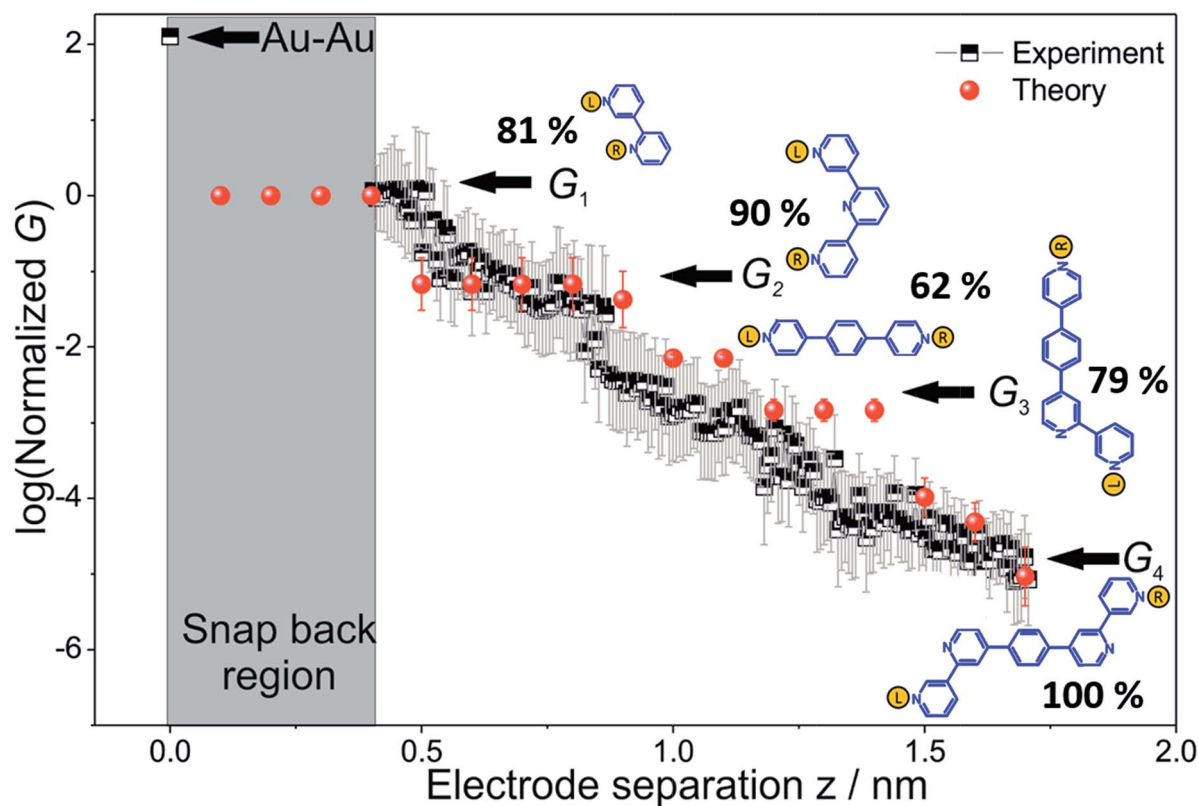 2
0
-2
-4
-6
log(Normalized G)
Au-Au
Experiment
Theory
81 %
L
N
N
R
G1
90 %
L
N
N
N
R
G2
62 %
L
N
N
R
R
N
79 %
N
N
L
G3
G4
N
R
N
N
N
L
100 %
Snap back
region
0.0
0.5
1.0
1.5
2.0
Electrode separation z / nm